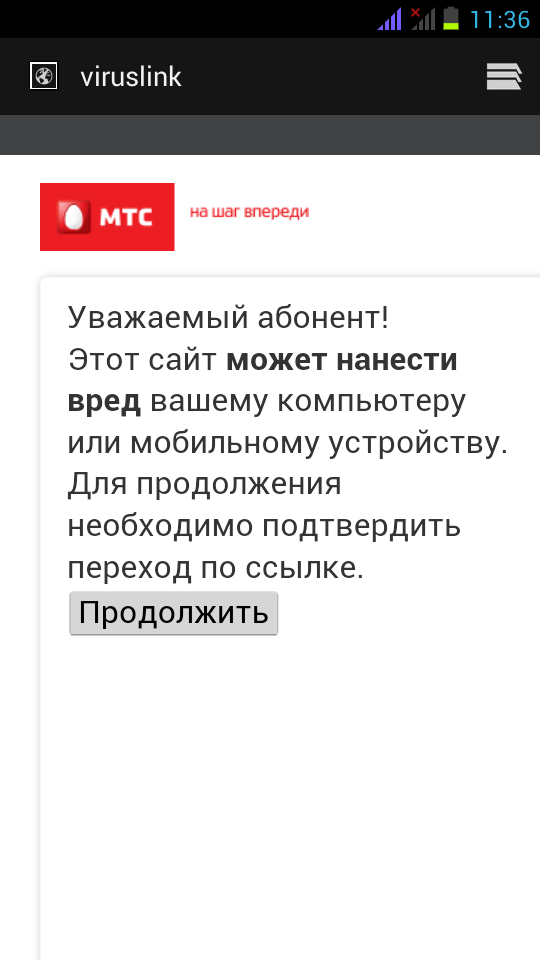 11:36
viruslink
МТС
на шаг впереди
Уважаемый абонент!
Этот сайт может нанести
вред вашему компьютеру
или мобильному устройству.
Для продолжения
необходимо подтвердить
переход по ссылке.
Продолжить